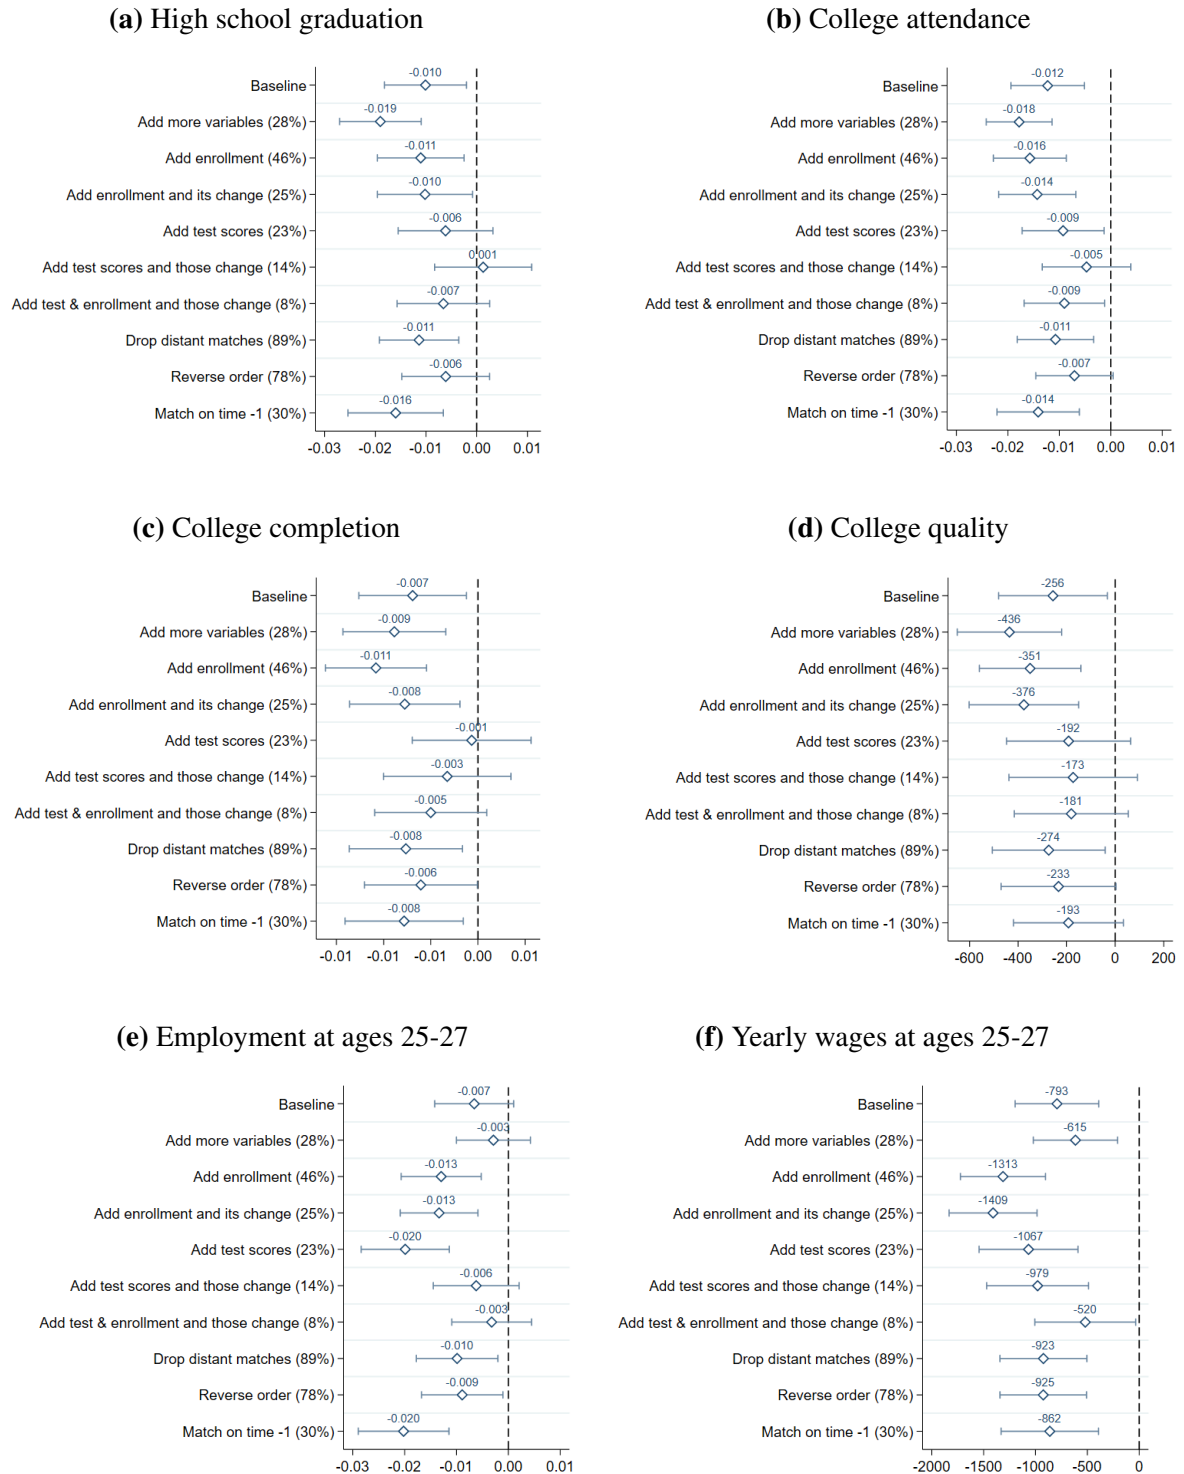 (a) High school graduation
Baseline
Add more variables (28%)
Add enrollment (46%)
Add enrollment and its change (25%)
Add test scores (23%)
Add test scores and those change (14%)
Add test & enrollment and those change (8%)
Drop distant matches (89%)
Reverse order (78%)
Match on time -1 (30%)
-0.010
-0.019
-0.011
-0.010
-0.006
0.001
-0.007
-0.011
-0.006
-0.016
-0.03 -0.02 -0.01 0.00 0.01
(b) College attendance
Baseline
Add more variables (28%)
Add enrollment (46%)
Add enrollment and its change (25%)
Add test scores (23%)
Add test scores and those change (14%)
Add test & enrollment and those change (8%)
Drop distant matches (89%)
Reverse order (78%)
Match on time -1 (30%)
-0.012
-0.018
-0.016
-0.014
-0.009
-0.005
-0.009
-0.011
-0.007
-0.014
-0.03 -0.02 -0.01 0.00 0.01
(c) College completion
Baseline
Add more variables (28%)
Add enrollment (46%)
Add enrollment and its change (25%)
Add test scores (23%)
Add test scores and those change (14%)
Add test & enrollment and those change (8%)
Drop distant matches (89%)
Reverse order (78%)
Match on time -1 (30%)
-0.007
-0.009
-0.011
-0.008
-0.001
-0.003
-0.005
-0.008
-0.006
-0.008
-0.01 -0.01 -0.01 0.00 0.01
(d) College quality
Baseline
Add more variables (28%)
Add enrollment (46%)
Add enrollment and its change (25%)
Add test scores (23%)
Add test scores and those change (14%)
Add test & enrollment and those change (8%)
Drop distant matches (89%)
Reverse order (78%)
Match on time -1 (30%)
-256
-436
-351
-376
-192
-173
-181
-274
-233
-193
-600 -400 -200 0 200
(e) Employment at ages 25-27
Baseline
Add more variables (28%)
Add enrollment (46%)
Add enrollment and its change (25%)
Add test scores (23%)
Add test scores and those change (14%)
Add test & enrollment and those change (8%)
Drop distant matches (89%)
Reverse order (78%)
Match on time -1 (30%)
-0.007
-0.003
-0.013
-0.013
-0.020
-0.006
-0.003
-0.010
-0.009
-0.020
-0.03 -0.02 -0.01 0.00 0.01
(f) Yearly wages at ages 25-27
Baseline
Add more variables (28%)
Add enrollment (46%)
Add enrollment and its change (25%)
Add test scores (23%)
Add test scores and those change (14%)
Add test & enrollment and those change (8%)
Drop distant matches (89%)
Reverse order (78%)
Match on time -1 (30%)
-793
-615
-1313
-1409
-1067
-979
-520
-923
-925
-862
-2000 -1500 -1000 -500 0